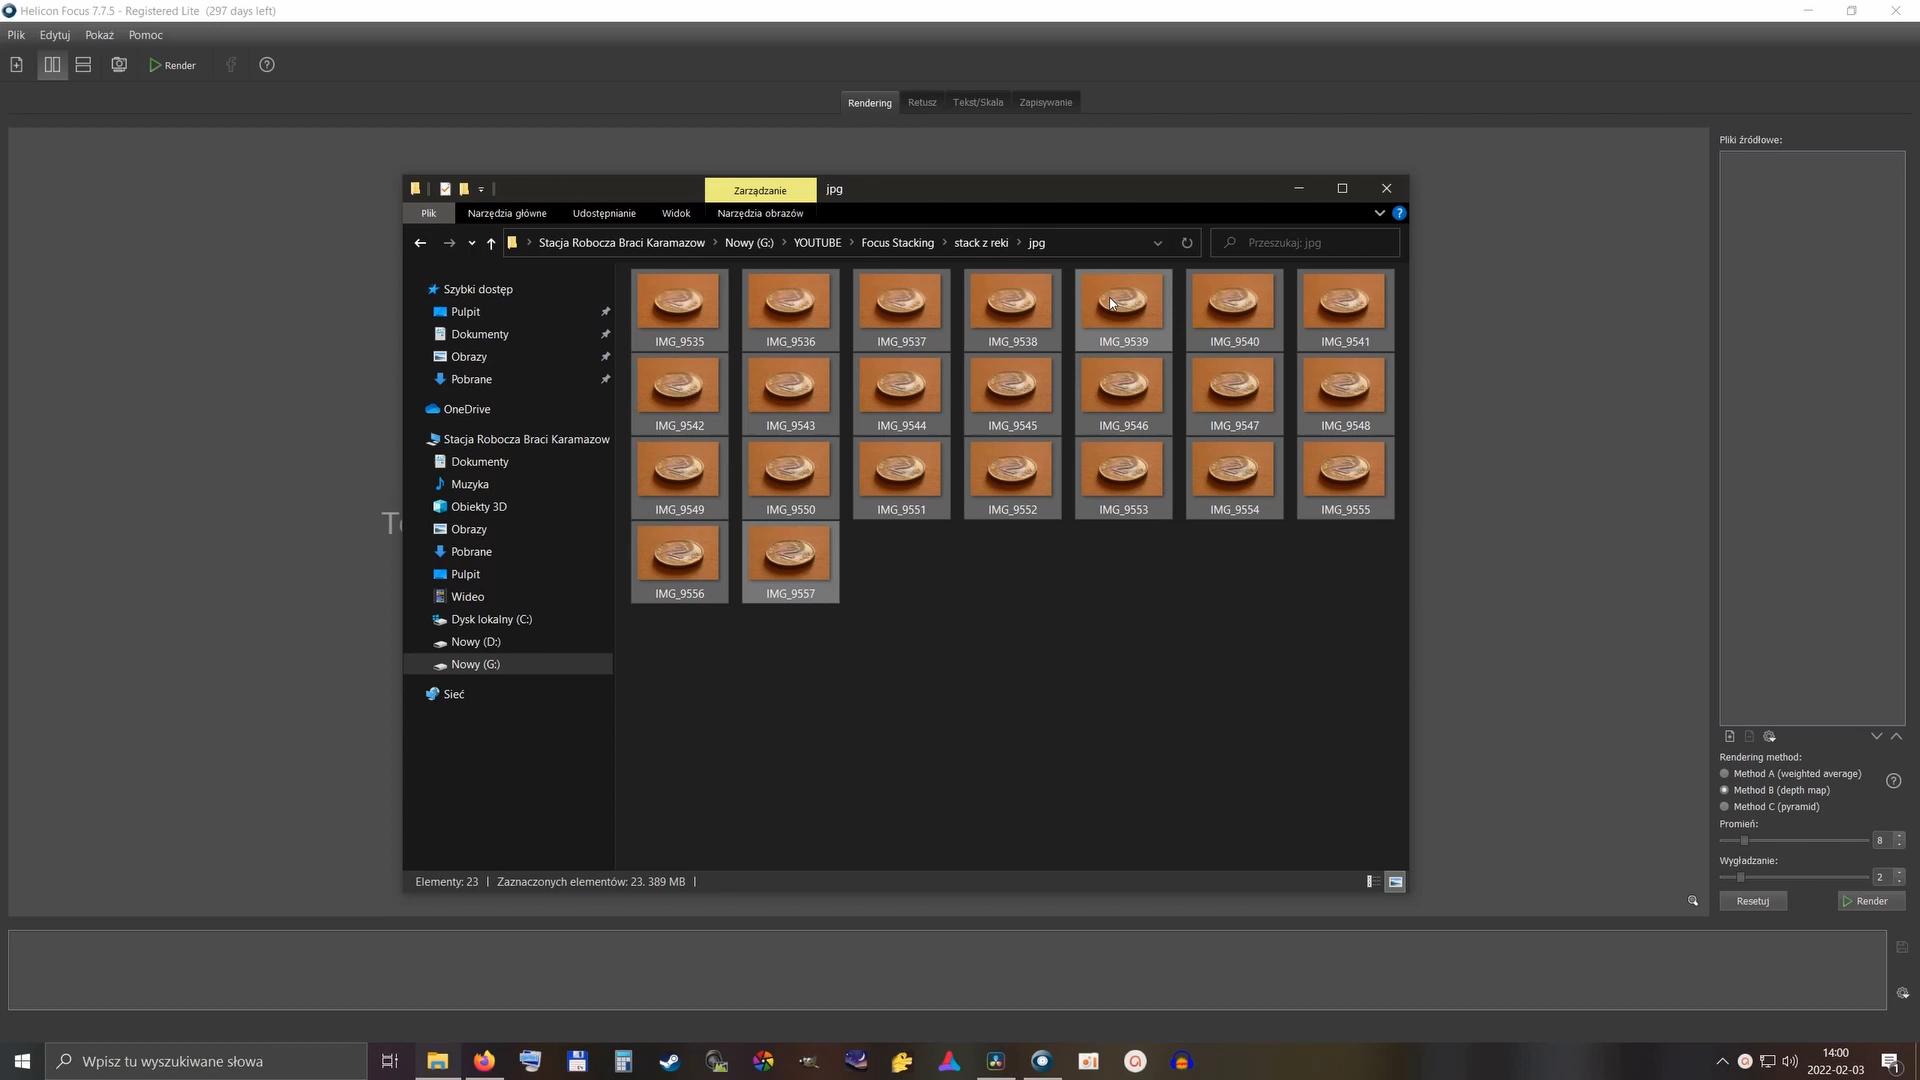 Helicon Focus 7.7.5 - Registered Lite  (297 days left)
Plik Edytuj Pokaż Pomoc
Render
Rendering Retusz Tekst/Skala Zapisywanie
Pliki źródłowe:
Zarządzanie jpg
Plik Narzędzia główne Udostępnianie Widok Narzędzia obrazów
Stacja Robocza Braci Karamazow > Nowy (G:) > YOUTUBE > Focus Stacking > stack z reki > jpg
Przeszukaj: jpg
Szybki dostęp
Pulpit
Dokumenty
Obrazy
Pobrane
OneDrive
Stacja Robocza Braci Karamazow
Dokumenty
Muzyka
Obiekty 3D
Obrazy
Pobrane
Pulpit
Wideo
Dysk lokalny (C:)
Nowy (D:)
Nowy (G:)
Sieć
IMG_9535 IMG_9536 IMG_9537 IMG_9538 IMG_9539 IMG_9540 IMG_9541
IMG_9542 IMG_9543 IMG_9544 IMG_9545 IMG_9546 IMG_9547 IMG_9548
IMG_9549 IMG_9550 IMG_9551 IMG_9552 IMG_9553 IMG_9554 IMG_9555
IMG_9556 IMG_9557
Elementy: 23 | Zaznaczonych elementów: 23. 389 MB |
Rendering method:
Method A (weighted average)
Method B (depth map)
Method C (pyramid)
Promień:
8
Wygładzanie:
2
Resetuj Render
Wpisz tu wyszukiwane słowa
14:00
2022-02-03
1